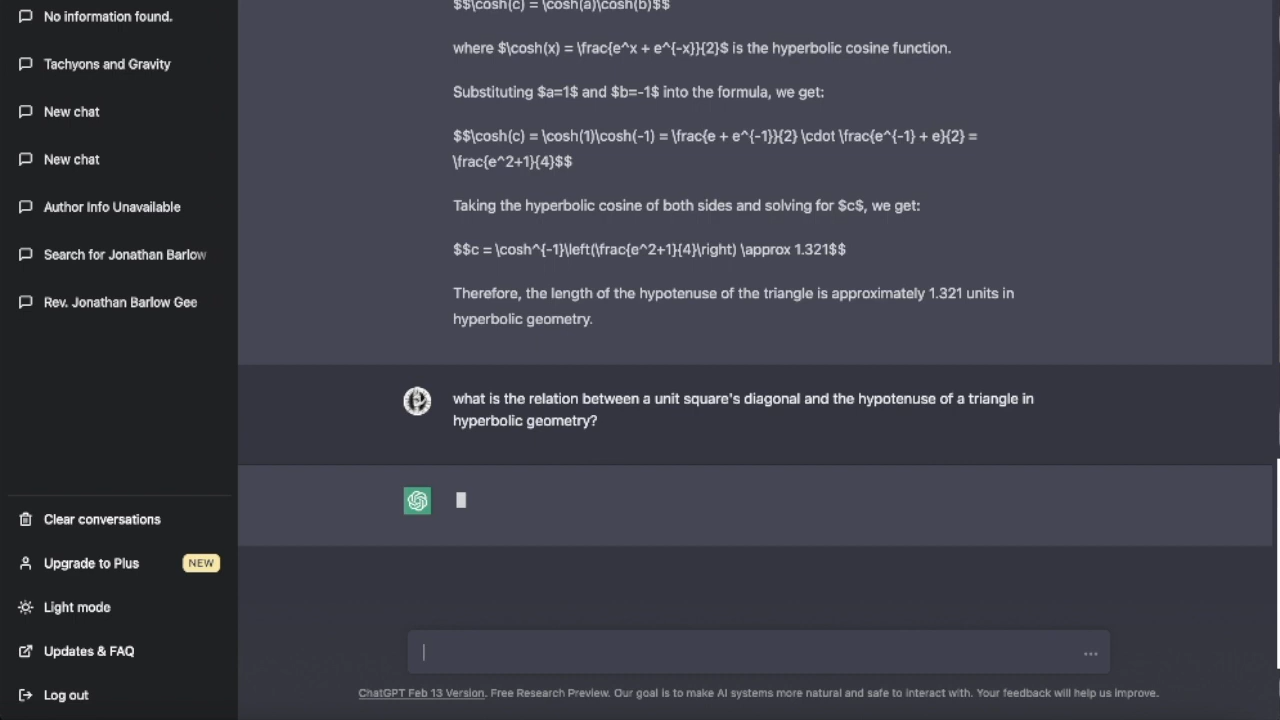 No information found.
Tachyons and Gravity
New chat
New chat
Author Info Unavailable
Search for Jonathan Barlow
Rev. Jonathan Barlow Gee
Clear conversations
Upgrade to Plus NEW
Light mode
Updates & FAQ
Log out
$$\cosh(c) = \cosh(a)\cosh(b)$$
where $\cosh(x) = \frac{e^x + e^{-x}}{2}$ is the hyperbolic cosine function.
Substituting $a=1$ and $b=-1$ into the formula, we get:
$$\cosh(c) = \cosh(1)\cosh(-1) = \frac{e + e^{-1}}{2} \cdot \frac{e^{-1} + e}{2} =
\frac{e^2+1}{4}$$
Taking the hyperbolic cosine of both sides and solving for $c$, we get:
$$c = \cosh^{-1}\left(\frac{e^2+1}{4}\right) \approx 1.321$$
Therefore, the length of the hypotenuse of the triangle is approximately 1.321 units in
hyperbolic geometry.
what is the relation between a unit square's diagonal and the hypotenuse of a triangle in
hyperbolic geometry?
ChatGPT Feb 13 Version. Free Research Preview. Our goal is to make AI systems more natural and safe to interact with. Your feedback will help us improve.